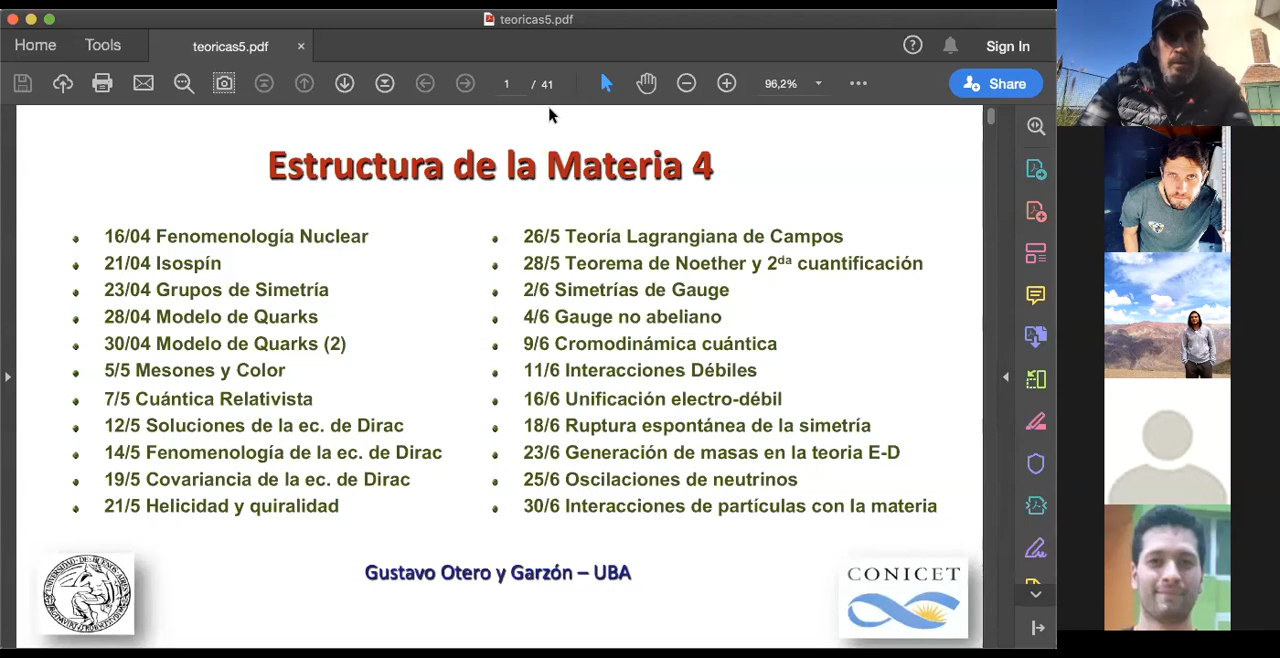 teoricas5.pdf
Home
Tools
teoricas5.pdf
×
Sign In
1 / 41
96,2%
Share
Estructura de la Materia 4
16/04 Fenomenología Nuclear
21/04 Isospín
23/04 Grupos de Simetría
28/04 Modelo de Quarks
30/04 Modelo de Quarks (2)
5/5 Mesones y Color
7/5 Cuántica Relativista
12/5 Soluciones de la ec. de Dirac
14/5 Fenomenología de la ec. de Dirac
19/5 Covariancia de la ec. de Dirac
21/5 Helicidad y quiralidad
26/5 Teoría Lagrangiana de Campos
28/5 Teorema de Noether y 2da cuantificación
2/6 Simetrías de Gauge
4/6 Gauge no abeliano
9/6 Cromodinámica cuántica
11/6 Interacciones Débiles
16/6 Unificación electro-débil
18/6 Ruptura espontánea de la simetría
23/6 Generación de masas en la teoria E-D
25/6 Oscilaciones de neutrinos
30/6 Interacciones de partículas con la materia
Gustavo Otero y Garzón – UBA
CONICET